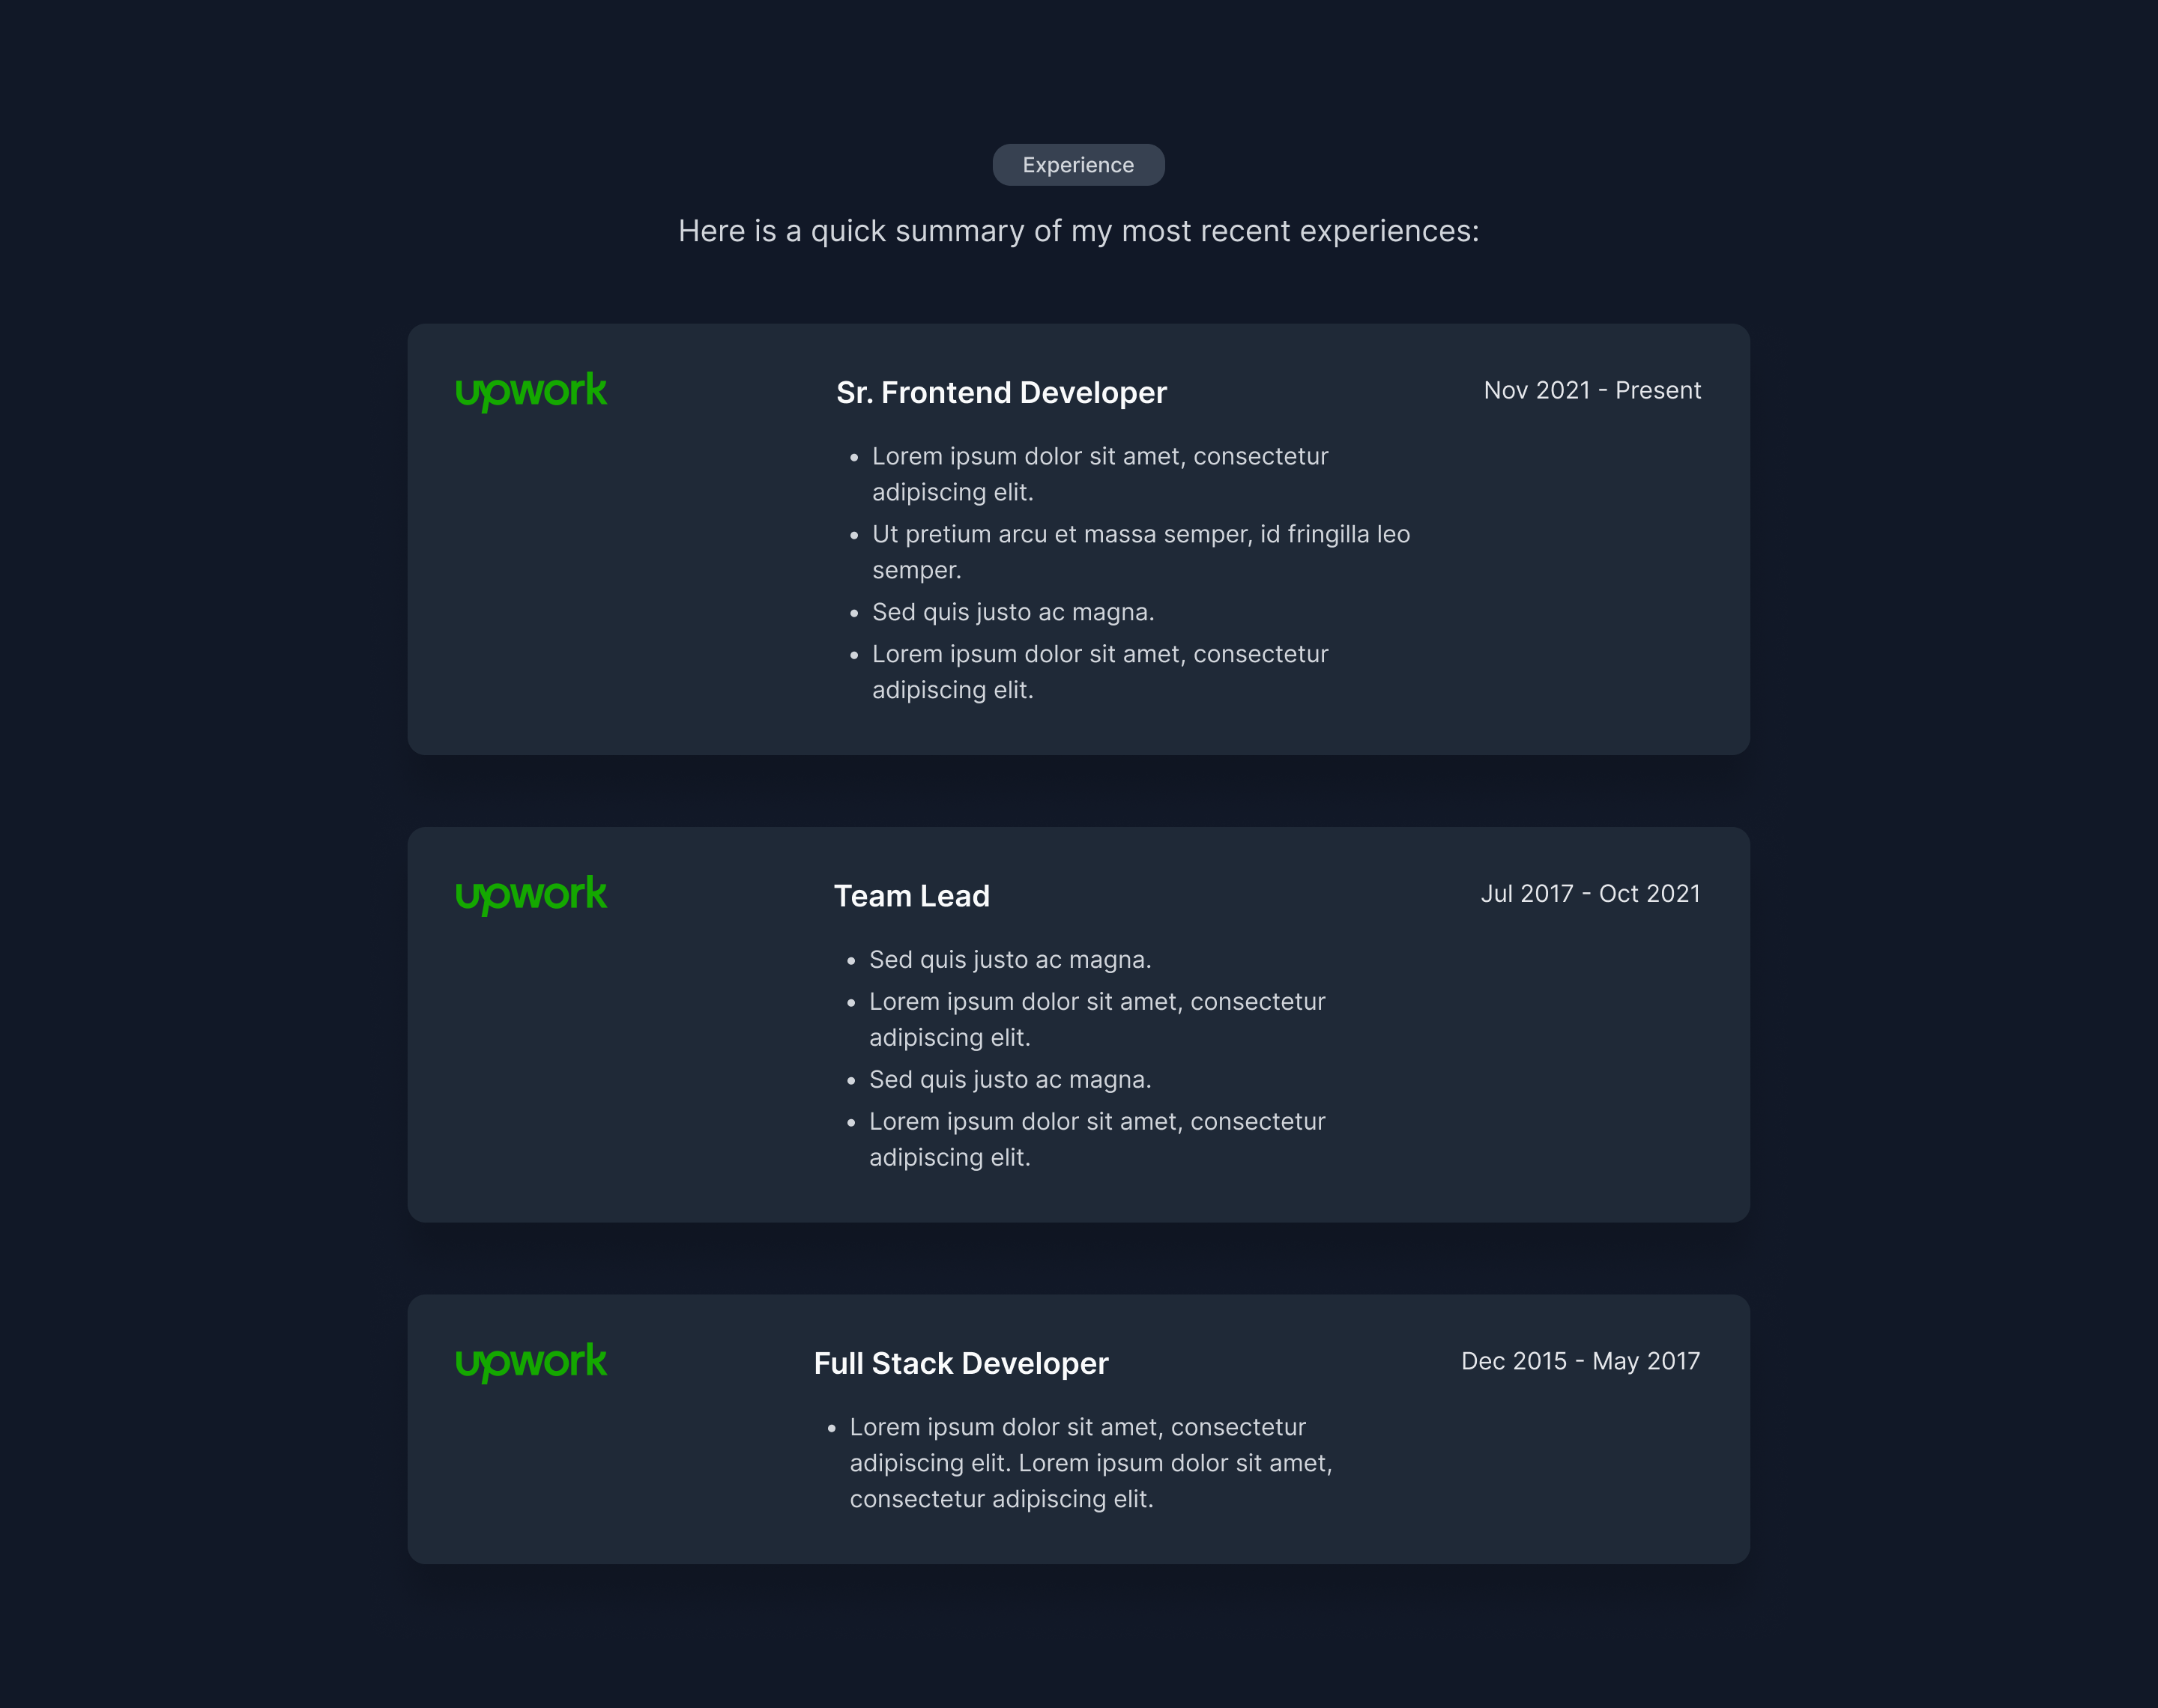 Experience
Here is a quick summary of my most recent experiences:
upwork
Sr. Frontend Developer
Nov 2021 - Present
• Lorem ipsum dolor sit amet, consectetur
adipiscing elit.
• Ut pretium arcu et massa semper, id fringilla leo
semper.
• Sed quis justo ac magna.
• Lorem ipsum dolor sit amet, consectetur
adipiscing elit.
upwork
Team Lead
Jul 2017 - Oct 2021
• Sed quis justo ac magna.
• Lorem ipsum dolor sit amet, consectetur
adipiscing elit.
• Sed quis justo ac magna.
• Lorem ipsum dolor sit amet, consectetur
adipiscing elit.
upwork
Full Stack Developer
Dec 2015 - May 2017
• Lorem ipsum dolor sit amet, consectetur
adipiscing elit. Lorem ipsum dolor sit amet,
consectetur adipiscing elit.